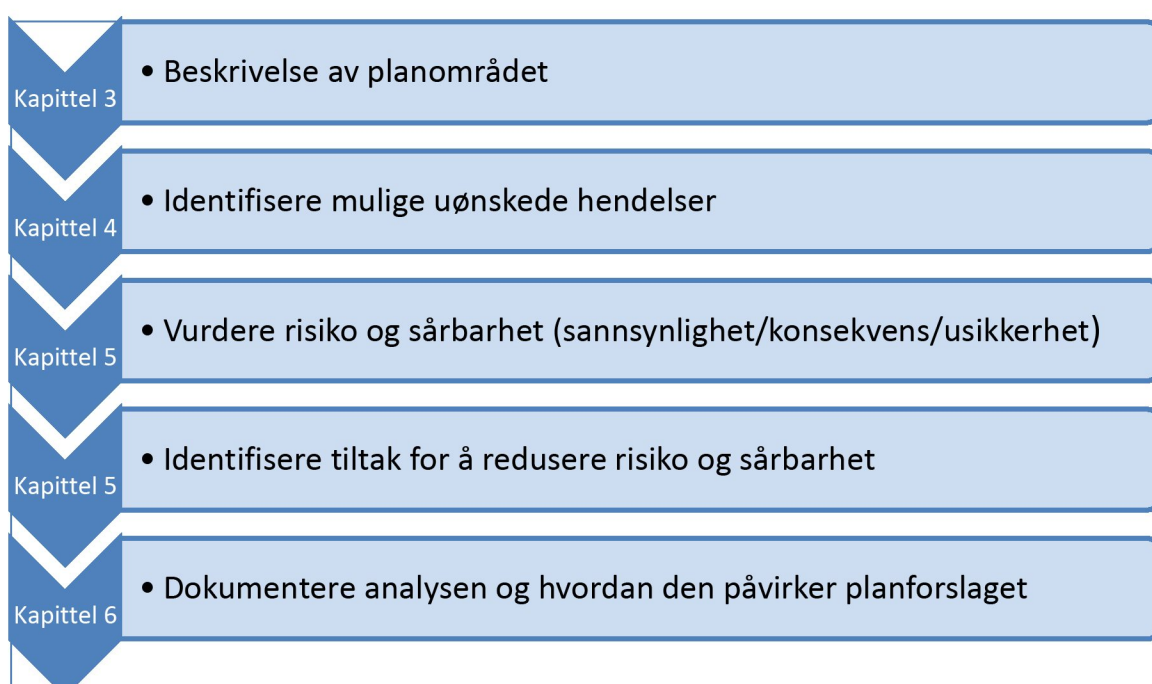 Kapittel 3
• Beskrivelse av planområdet
Kapittel 4
• Identifisere mulige uønskede hendelser
Kapittel 5
• Vurdere risiko og sårbarhet (sannsynlighet/konsekvens/usikkerhet)
Kapittel 5
• Identifisere tiltak for å redusere risiko og sårbarhet
Kapittel 6
• Dokumentere analysen og hvordan den påvirker planforslaget